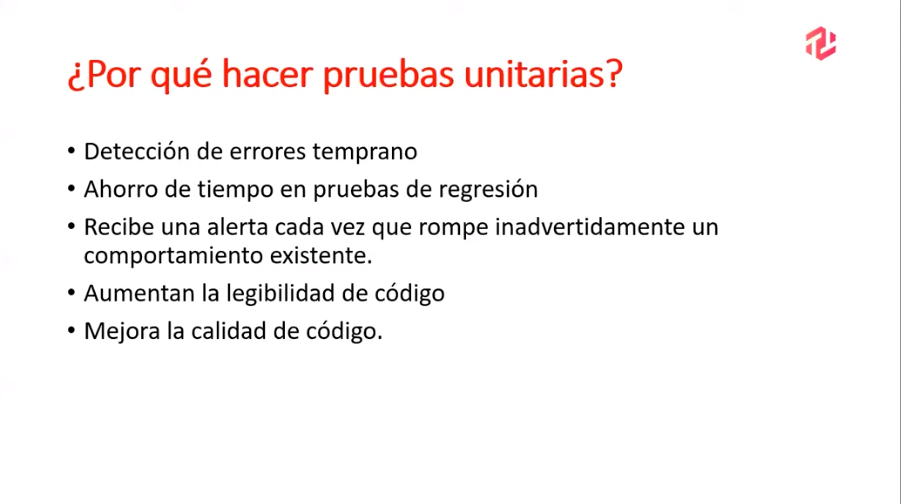 ¿Por qué hacer pruebas unitarias?
• Detección de errores temprano
• Ahorro de tiempo en pruebas de regresión
• Recibe una alerta cada vez que rompe inadvertidamente un
comportamiento existente.
• Aumentan la legibilidad de código
• Mejora la calidad de código.